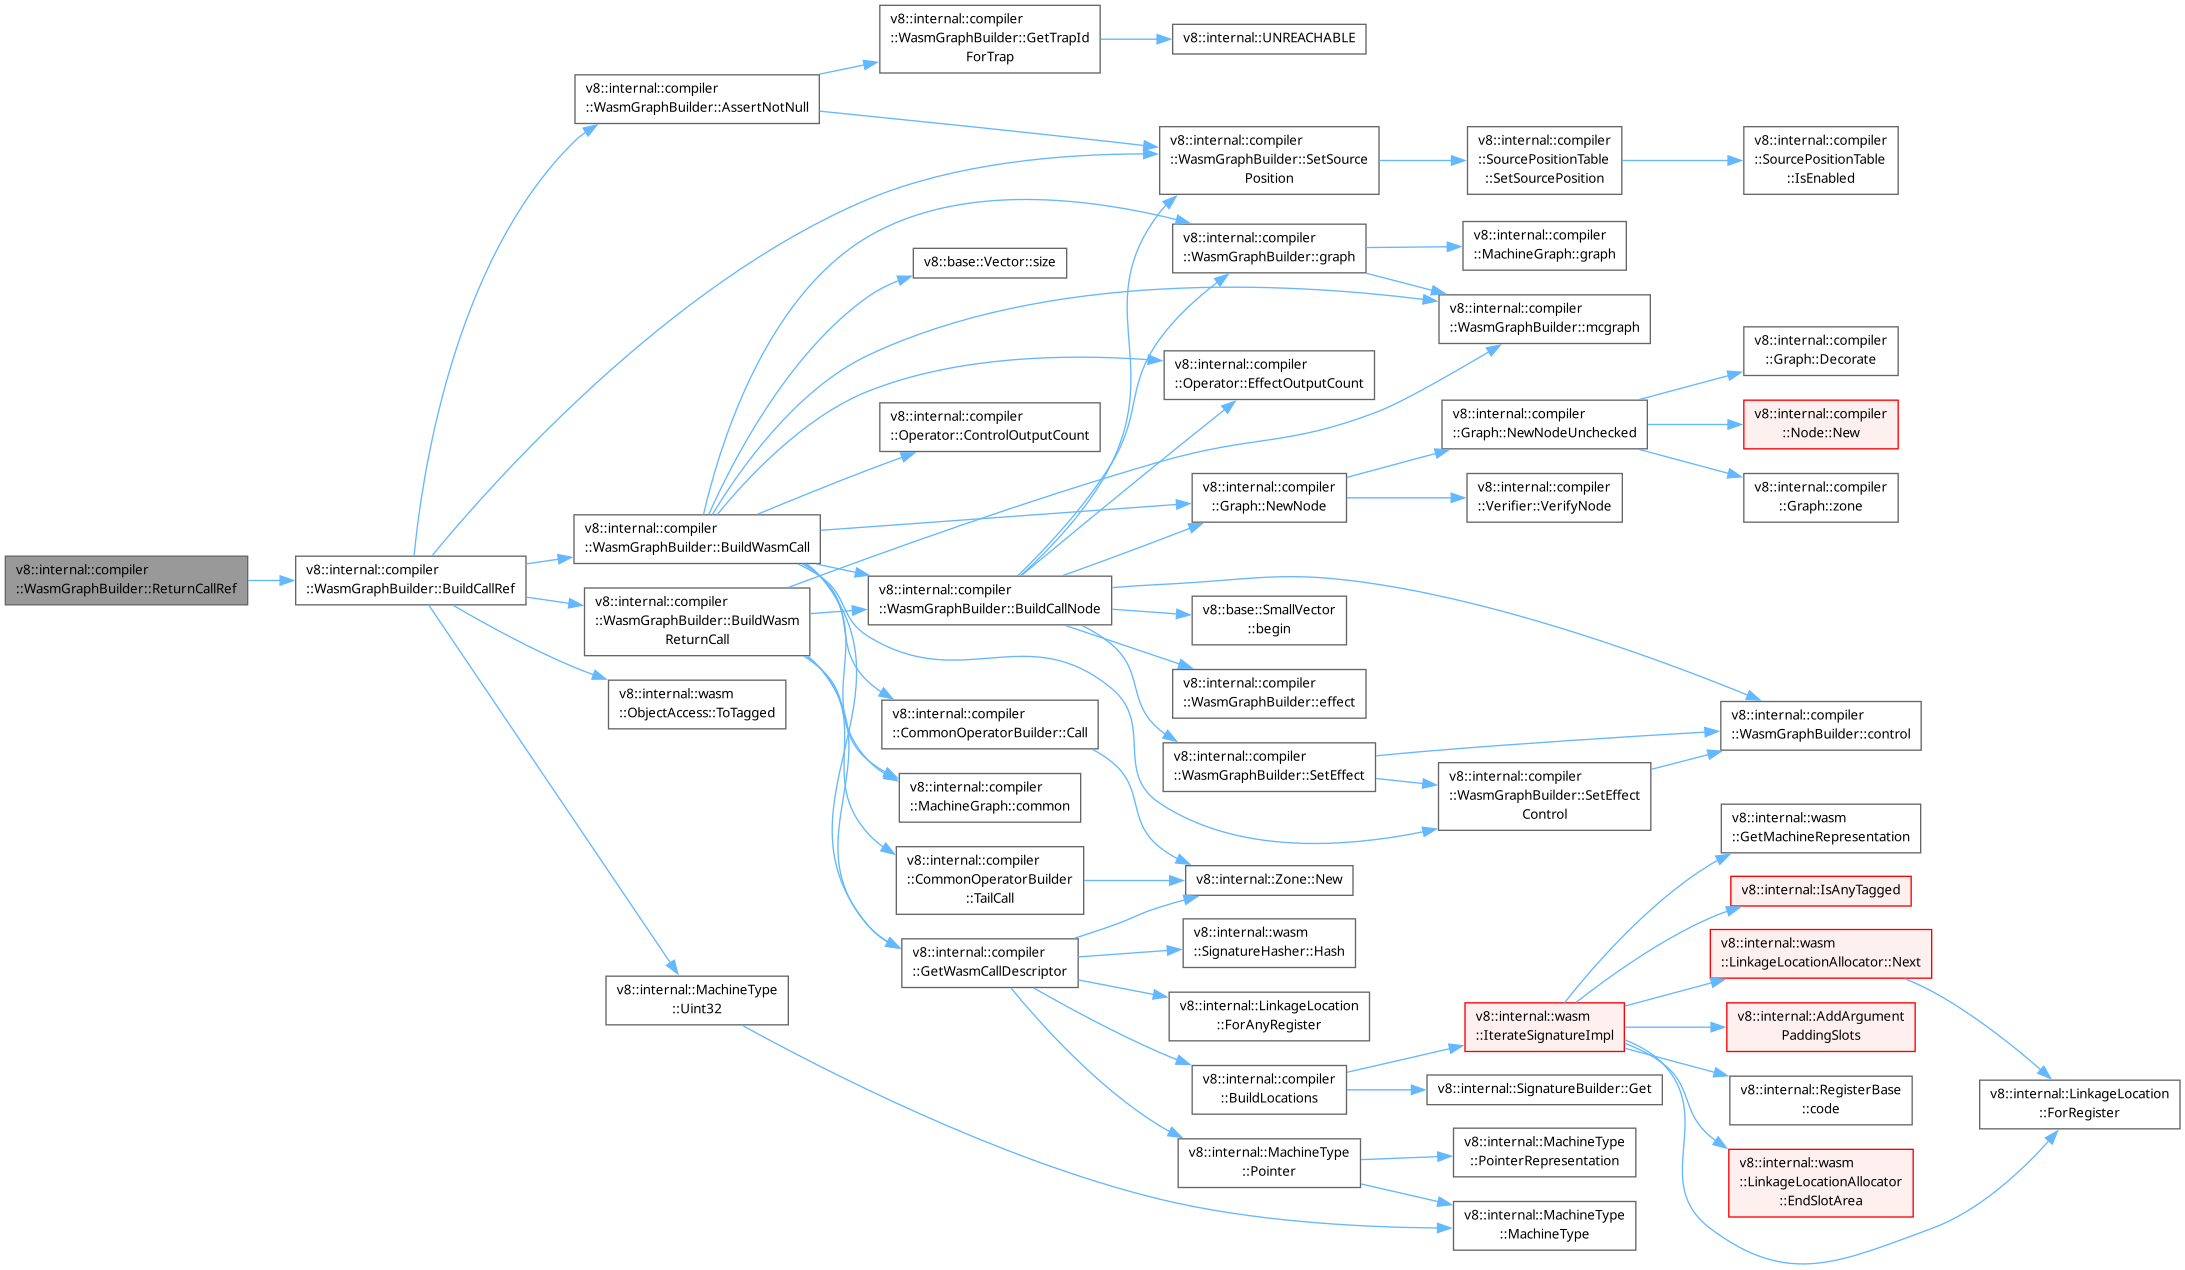 v8::internal::compiler
::WasmGraphBuilder::ReturnCallRef
v8::internal::compiler
::WasmGraphBuilder::BuildCallRef
v8::internal::compiler
::WasmGraphBuilder::AssertNotNull
v8::internal::compiler
::WasmGraphBuilder::BuildWasmCall
v8::internal::compiler
::WasmGraphBuilder::BuildWasm
ReturnCall
v8::internal::wasm
::ObjectAccess::ToTagged
v8::internal::MachineType
::Uint32
v8::internal::compiler
::WasmGraphBuilder::GetTrapId
ForTrap
v8::base::Vector::size
v8::internal::compiler
::Operator::ControlOutputCount
v8::internal::compiler
::WasmGraphBuilder::BuildCallNode
v8::internal::compiler
::CommonOperatorBuilder::Call
v8::internal::compiler
::MachineGraph::common
v8::internal::compiler
::CommonOperatorBuilder
::TailCall
v8::internal::compiler
::GetWasmCallDescriptor
v8::internal::UNREACHABLE
v8::internal::compiler
::WasmGraphBuilder::SetSource
Position
v8::internal::compiler
::WasmGraphBuilder::graph
v8::internal::compiler
::Operator::EffectOutputCount
v8::internal::compiler
::Graph::NewNode
v8::base::SmallVector
::begin
v8::internal::compiler
::WasmGraphBuilder::effect
v8::internal::compiler
::WasmGraphBuilder::SetEffect
v8::internal::Zone::New
v8::internal::wasm
::SignatureHasher::Hash
v8::internal::LinkageLocation
::ForAnyRegister
v8::internal::compiler
::BuildLocations
v8::internal::MachineType
::Pointer
v8::internal::compiler
::SourcePositionTable
::SetSourcePosition
v8::internal::compiler
::MachineGraph::graph
v8::internal::compiler
::WasmGraphBuilder::mcgraph
v8::internal::compiler
::Graph::NewNodeUnchecked
v8::internal::compiler
::Verifier::VerifyNode
v8::internal::compiler
::WasmGraphBuilder::SetEffect
Control
v8::internal::wasm
::IterateSignatureImpl
v8::internal::SignatureBuilder::Get
v8::internal::MachineType
::PointerRepresentation
v8::internal::MachineType
::MachineType
v8::internal::compiler
::SourcePositionTable
::IsEnabled
v8::internal::compiler
::Graph::Decorate
v8::internal::compiler
::Node::New
v8::internal::compiler
::Graph::zone
v8::internal::compiler
::WasmGraphBuilder::control
v8::internal::wasm
::GetMachineRepresentation
v8::internal::IsAnyTagged
v8::internal::wasm
::LinkageLocationAllocator::Next
v8::internal::AddArgument
PaddingSlots
v8::internal::RegisterBase
::code
v8::internal::wasm
::LinkageLocationAllocator
::EndSlotArea
v8::internal::LinkageLocation
::ForRegister